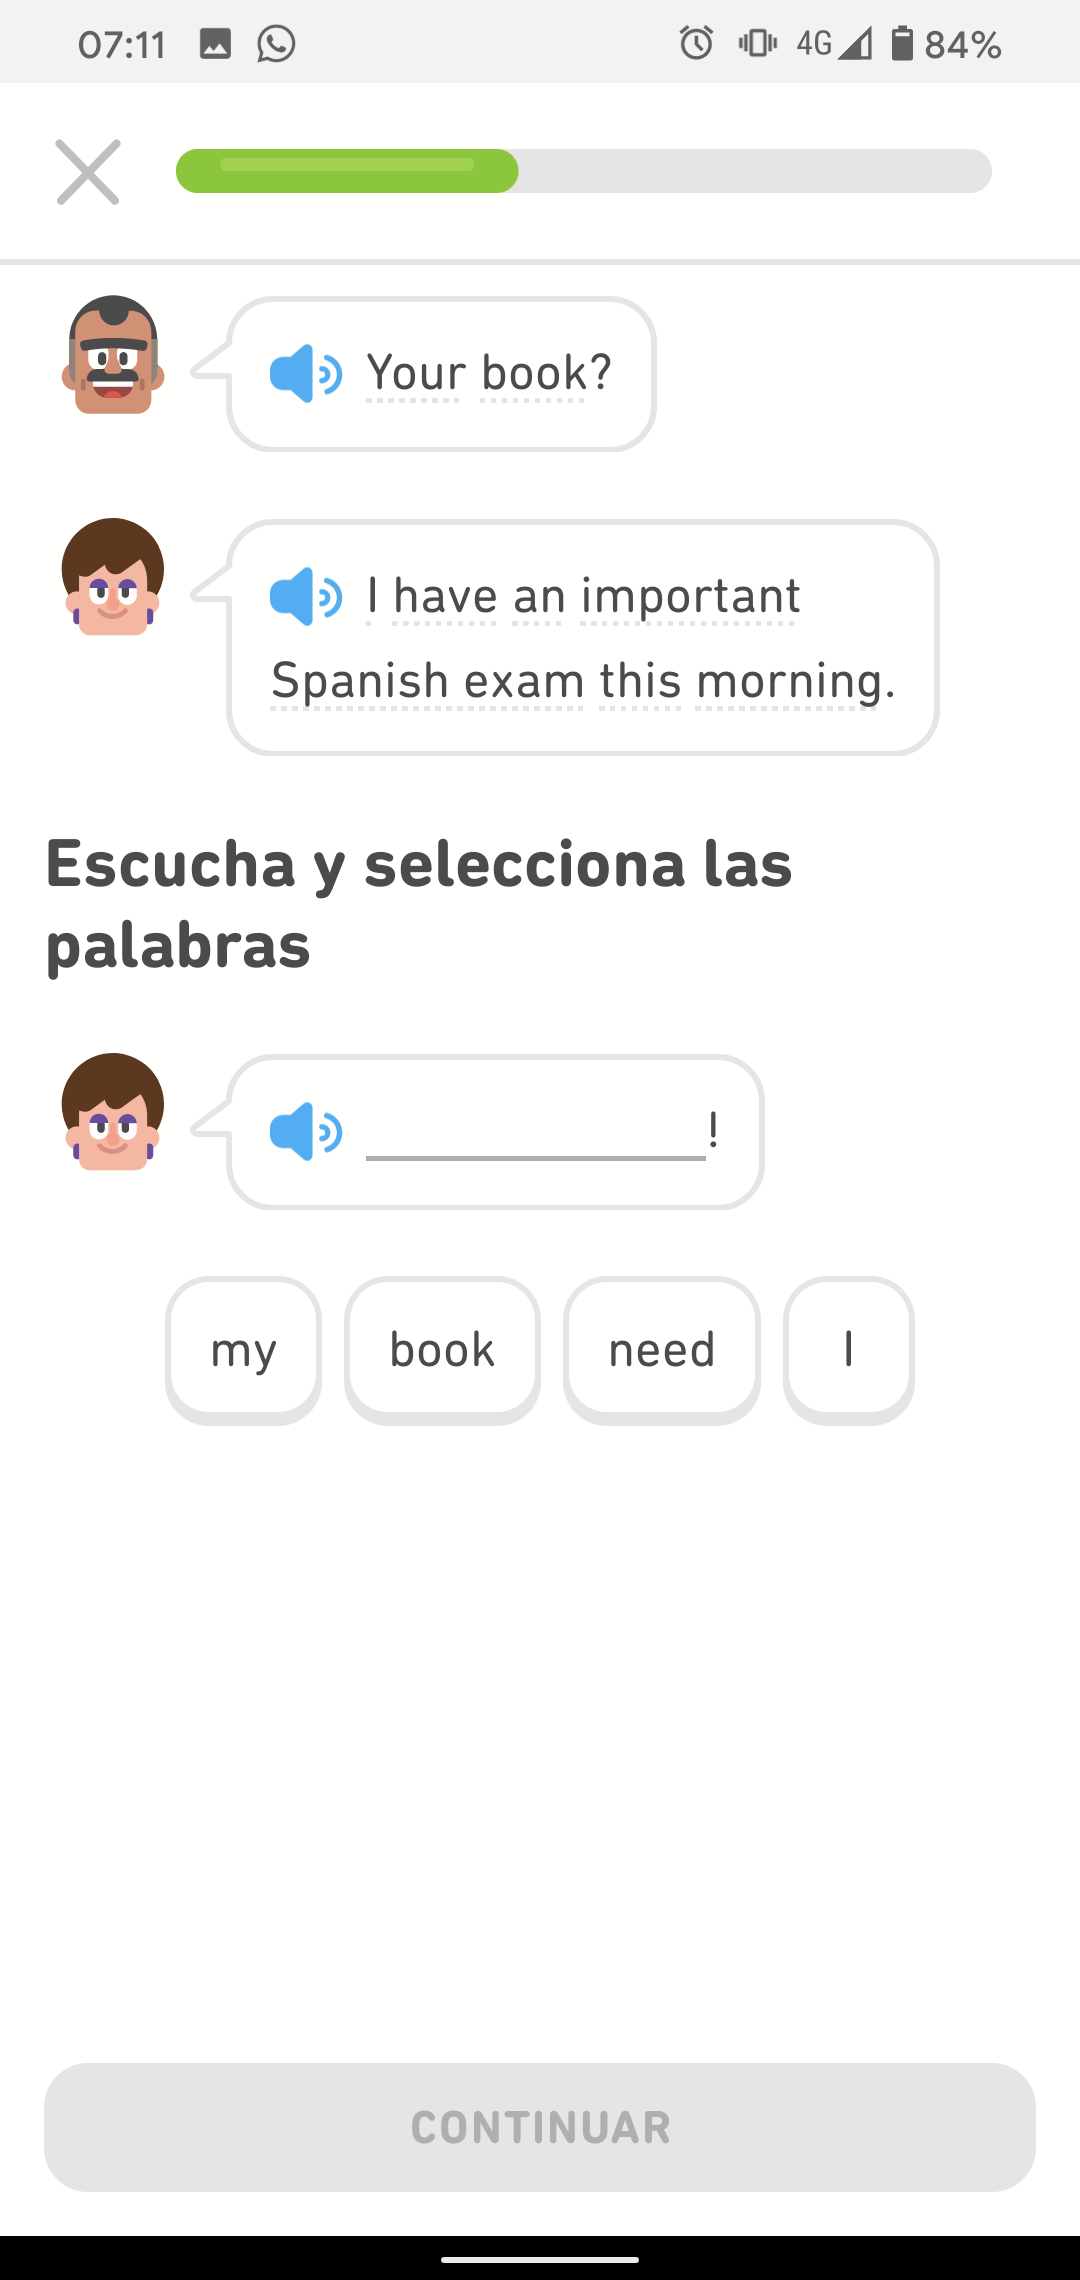 07:11 4G 84%
Your book?
I have an important
Spanish exam this morning.
Escucha y selecciona las
palabras
!
my book need I
CONTINUAR